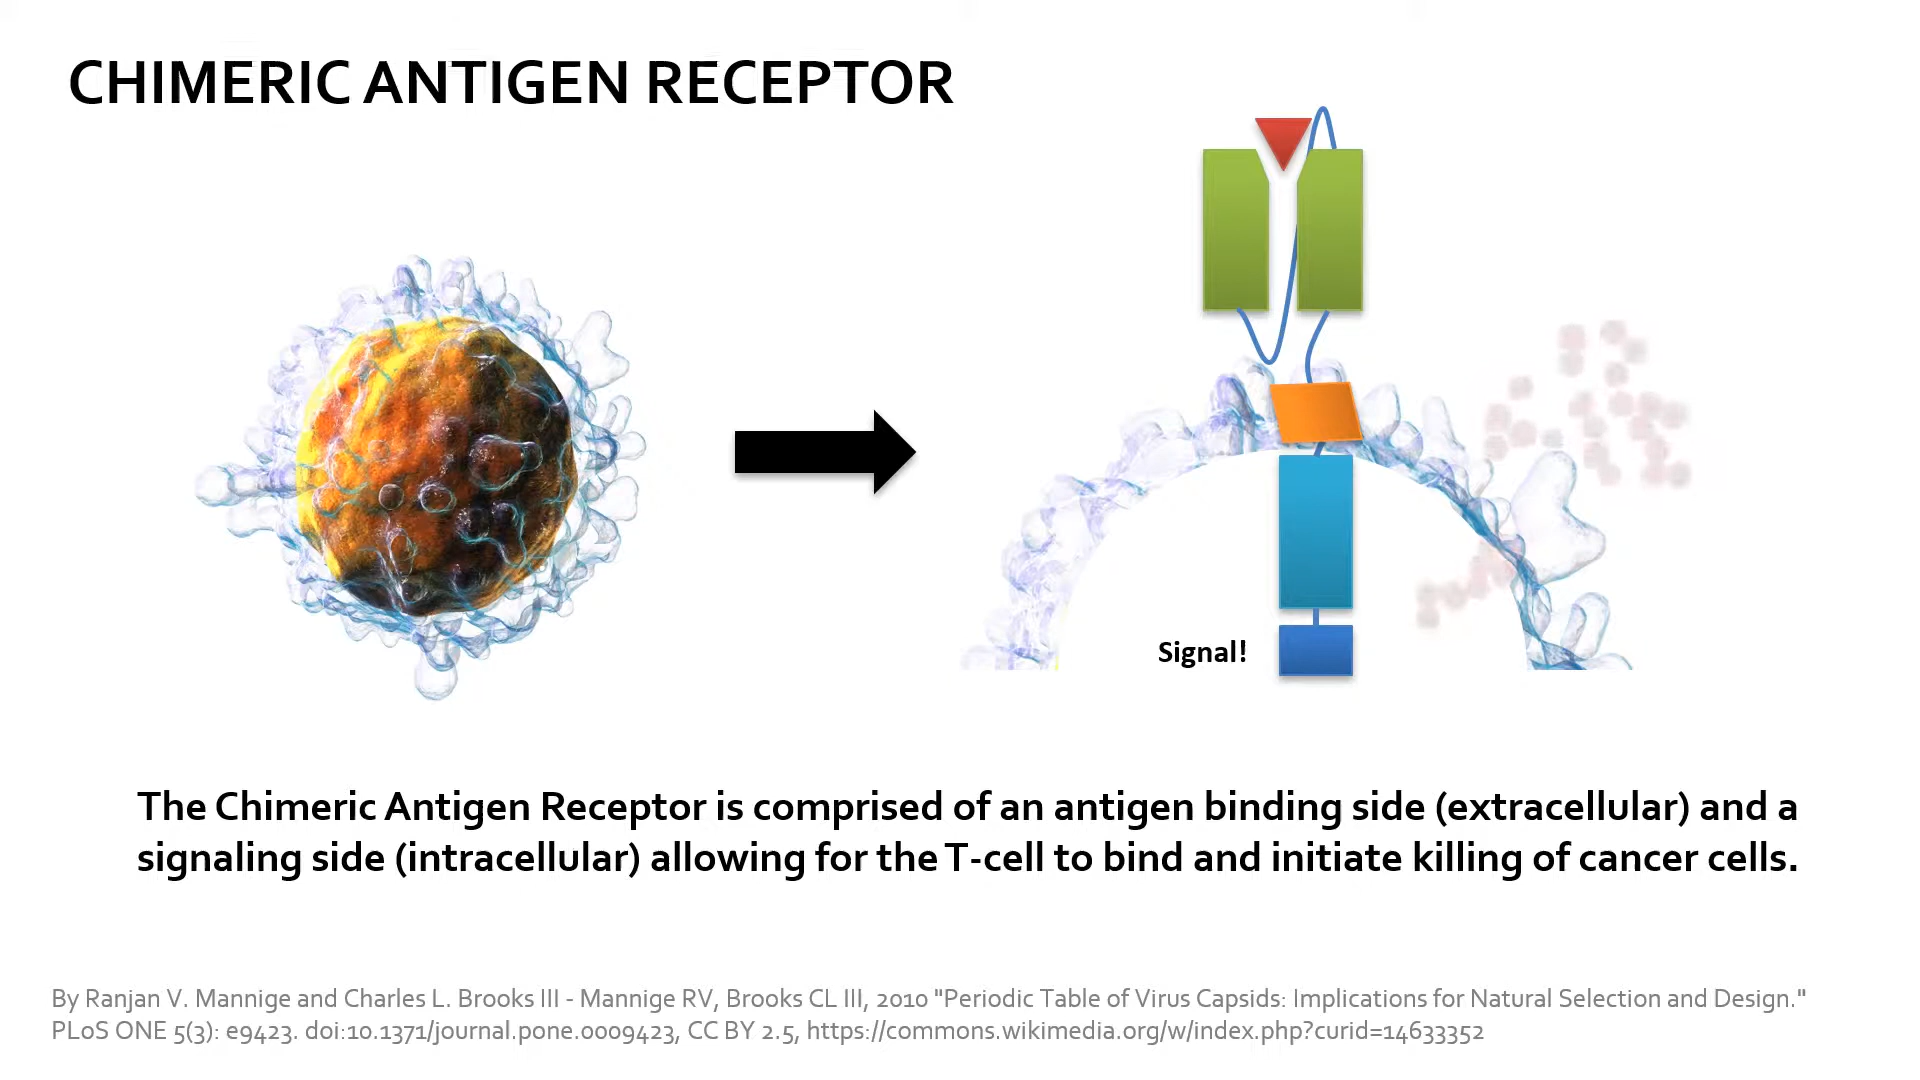 CHIMERIC ANTIGEN RECEPTOR
Signal!
The Chimeric Antigen Receptor is comprised of an antigen binding side (extracellular) and a
signaling side (intracellular) allowing for the T-cell to bind and initiate killing of cancer cells.
By Ranjan V. Mannige and Charles L. Brooks III - Mannige RV, Brooks CL III, 2010 "Periodic Table of Virus Capsids: Implications for Natural Selection and Design."
PLoS ONE 5(3): e9423. doi:10.1371/journal.pone.0009423, CC BY 2.5, https://commons.wikimedia.org/w/index.php?curid=14633352